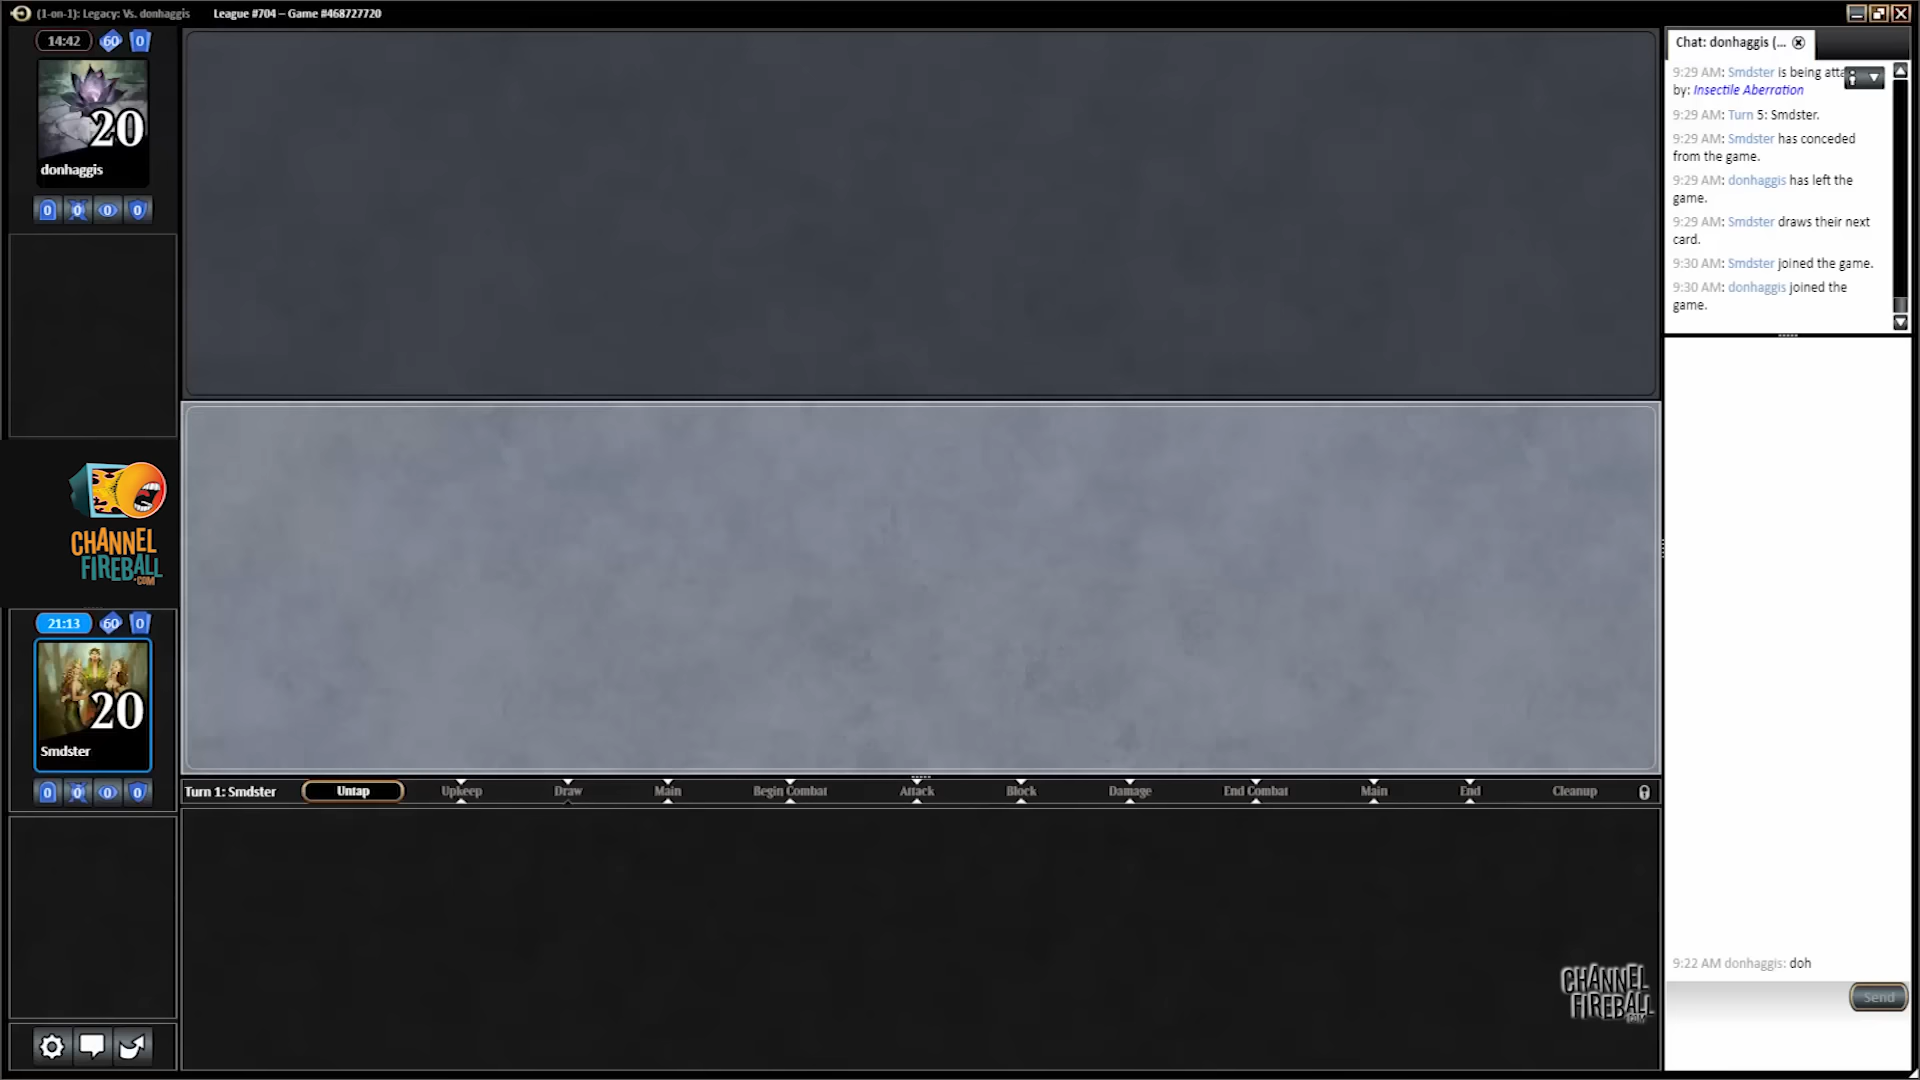 (1-on-1): Legacy: Vs. donhaggis League #704 – Game #468727720
14:42 60 0
20
donhaggis
0 0 0 0
CHANNEL
FIREBALL
.COM
21:13 60 0
20
Smdster
0 0 0 0
Turn 1: Smdster Untap Upkeep Draw Main Begin Combat Attack Block Damage End Combat Main End Cleanup
CHANNEL
FIREBALL
.COM
Chat: donhaggis (...
9:29 AM: Smdster is being atta
by: Insectile Aberration
9:29 AM: Turn 5: Smdster.
9:29 AM: Smdster has conceded
from the game.
9:29 AM: donhaggis has left the
game.
9:29 AM: Smdster draws their next
card.
9:30 AM: Smdster joined the game.
9:30 AM: donhaggis joined the
game.
9:22 AM donhaggis: doh
Send